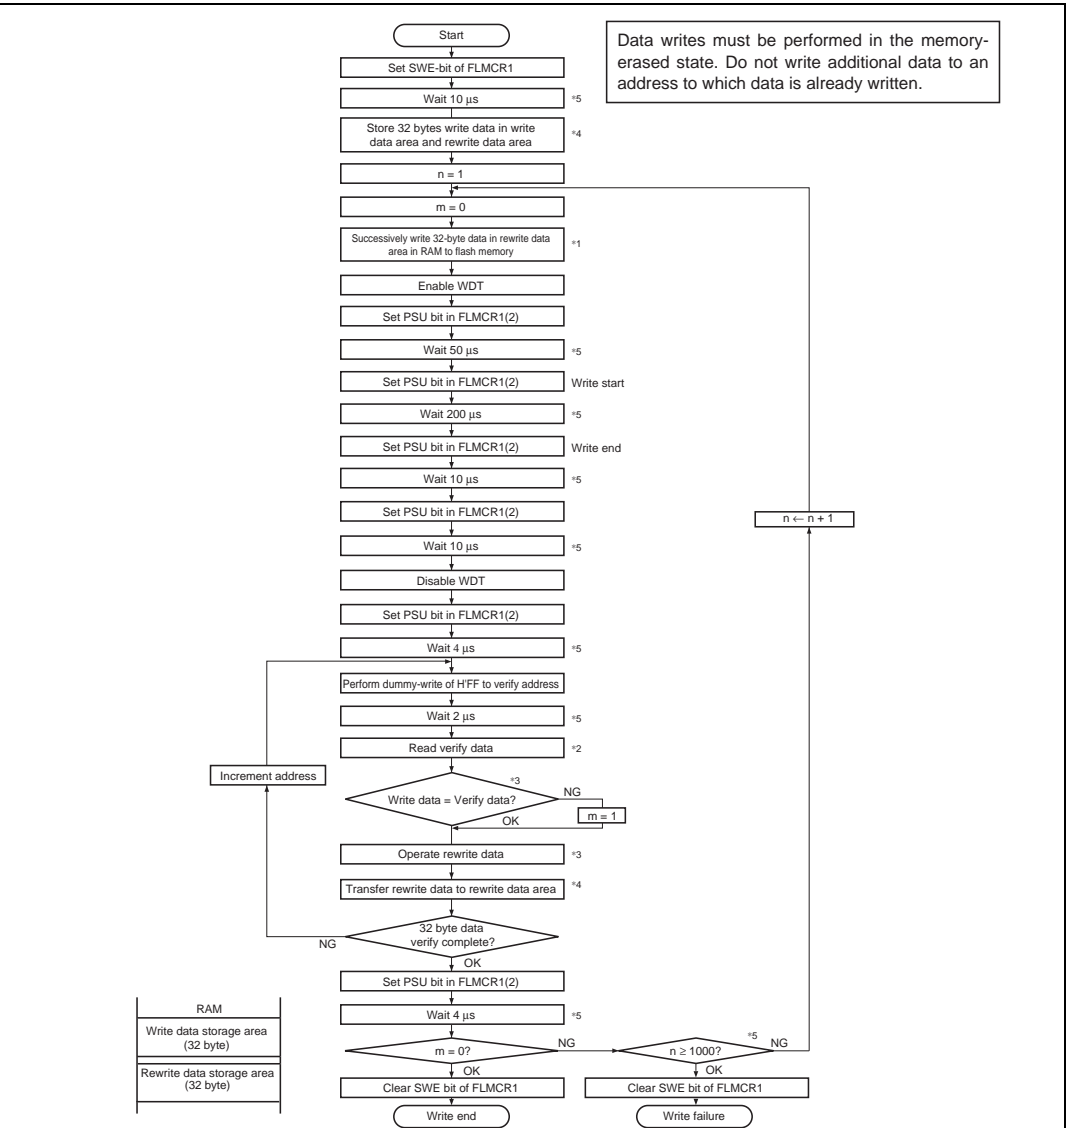 Start
Data writes must be performed in the memory-
erased state. Do not write additional data to an
address to which data is already written.
Set SWE-bit of FLMCR1
Wait 10 μs *5
Store 32 bytes write data in write
data area and rewrite data area
*4
n = 1
m = 0
Successively write 32-byte data in rewrite data
area in RAM to flash memory
*1
Enable WDT
Set PSU bit in FLMCR1(2)
Wait 50 μs *5
Set PSU bit in FLMCR1(2) Write start
Wait 200 μs *5
Set PSU bit in FLMCR1(2) Write end
Wait 10 μs *5
Set PSU bit in FLMCR1(2)
n ← n + 1
Wait 10 μs *5
Disable WDT
Set PSU bit in FLMCR1(2)
Wait 4 μs *5
Perform dummy-write of H'FF to verify address
Wait 2 μs *5
Read verify data *2
Increment address
*3
Write data = Verify data?
NG
m = 1
OK
Operate rewrite data *3
Transfer rewrite data to rewrite data area *4
32 byte data
verify complete?
NG
OK
Set PSU bit in FLMCR1(2)
Wait 4 μs *5
RAM
Write data storage area
(32 byte)
Rewrite data storage area
(32 byte)
m = 0?
NG
OK
*5
n ≥ 1000?
NG
OK
Clear SWE bit of FLMCR1
Clear SWE bit of FLMCR1
Write end
Write failure